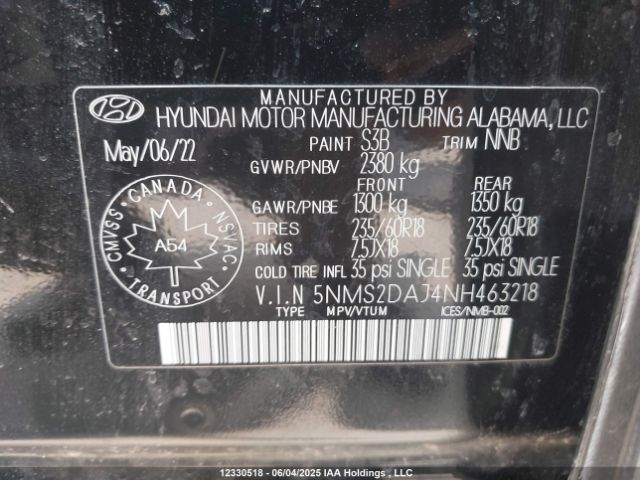 MANUFACTURED BY
HYUNDAI MOTOR MANUFACTURING ALABAMA, LLC
May/06/22 PAINT S3B TRIM NNB
GVWR/PNBV 2380 kg
FRONT REAR
GAWR/PNBE 1300 kg 1350 kg
TIRES 235/60R18 235/60R18
RIMS 7.5JX18 7.5JX18
COLD TIRE INFL 35 psi SINGLE 35 psi SINGLE
CANADA
CMVSS NSVAC
A54
TRANSPORT
V.I.N 5NMS2DAJ4NH463218
TYPE MPV/VTUM ICES/NMB-002
12330518 - 06/04/2025 IAA Holdings , LLC